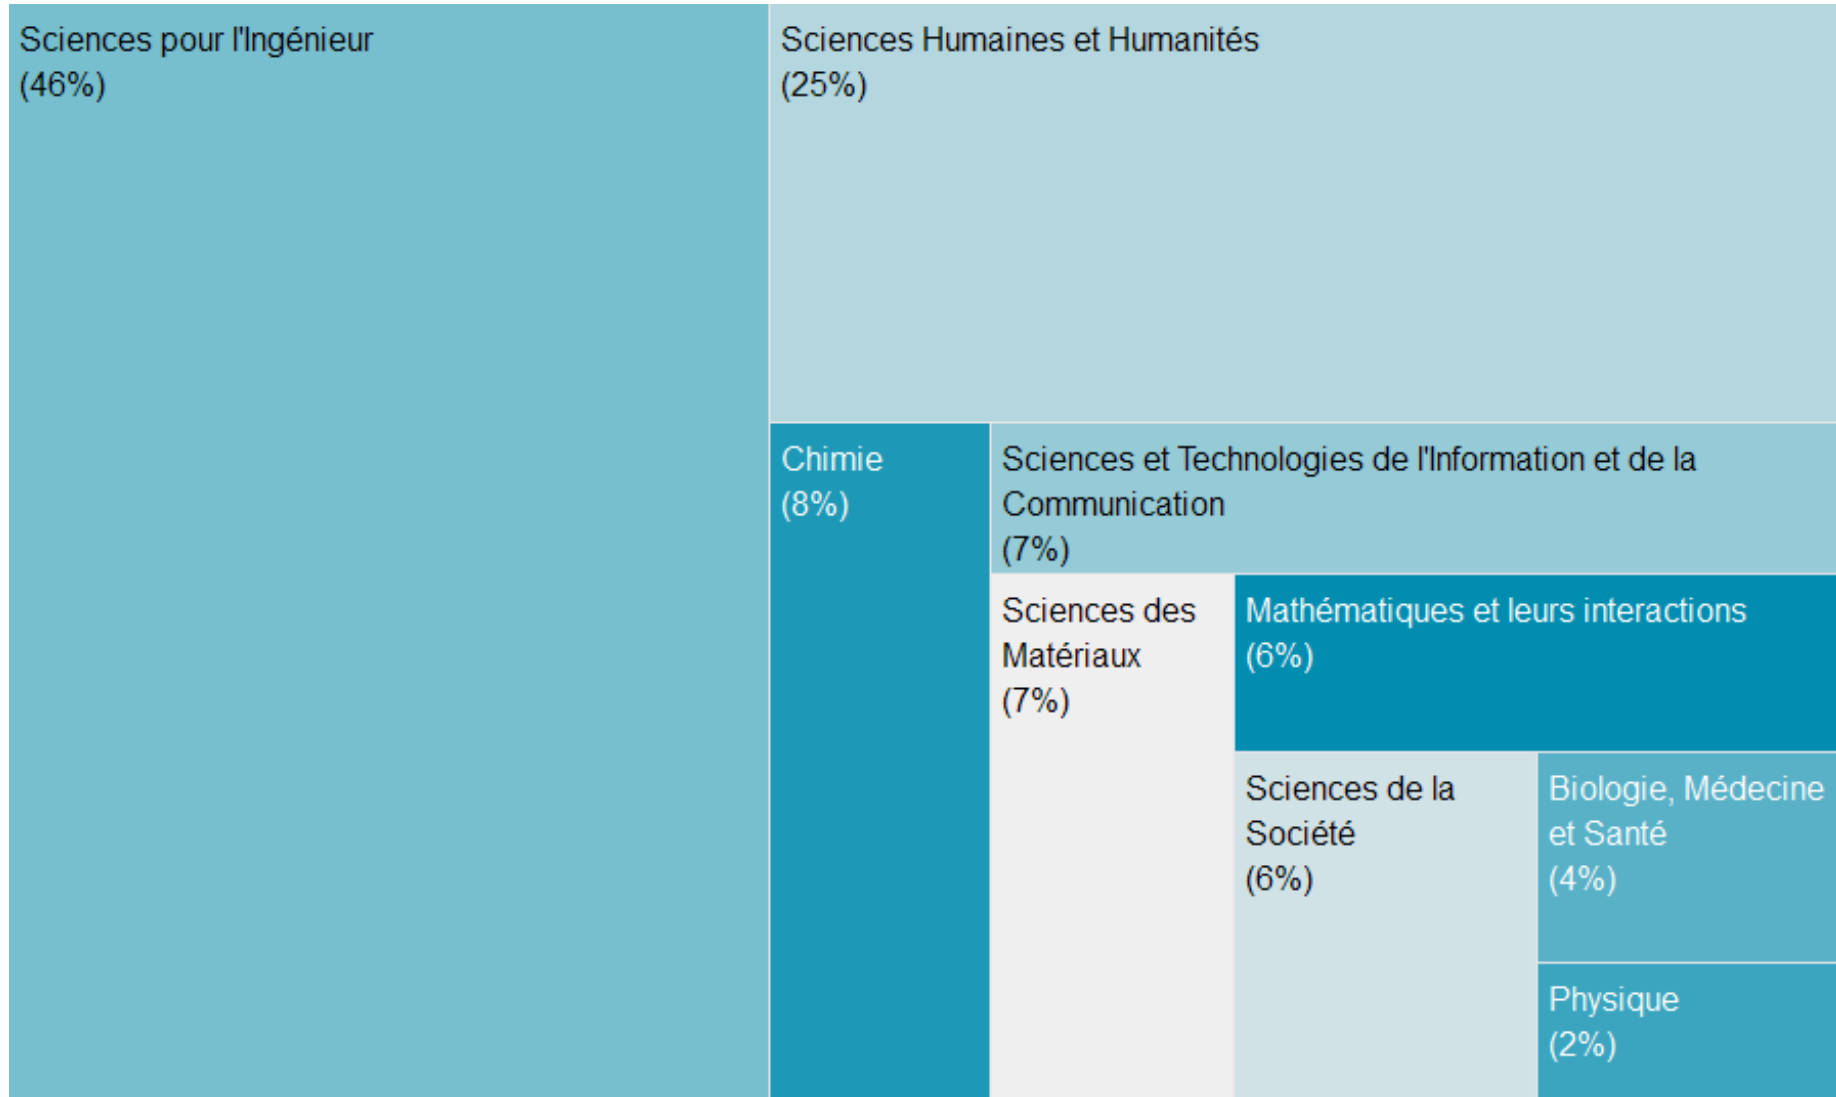 Sciences pour l'Ingénieur
(46%)
Sciences Humaines et Humanités
(25%)
Chimie
(8%)
Sciences et Technologies de l'Information et de la
Communication
(7%)
Sciences des
Matériaux
(7%)
Mathématiques et leurs interactions
(6%)
Sciences de la
Société
(6%)
Biologie, Médecine
et Santé
(4%)
Physique
(2%)